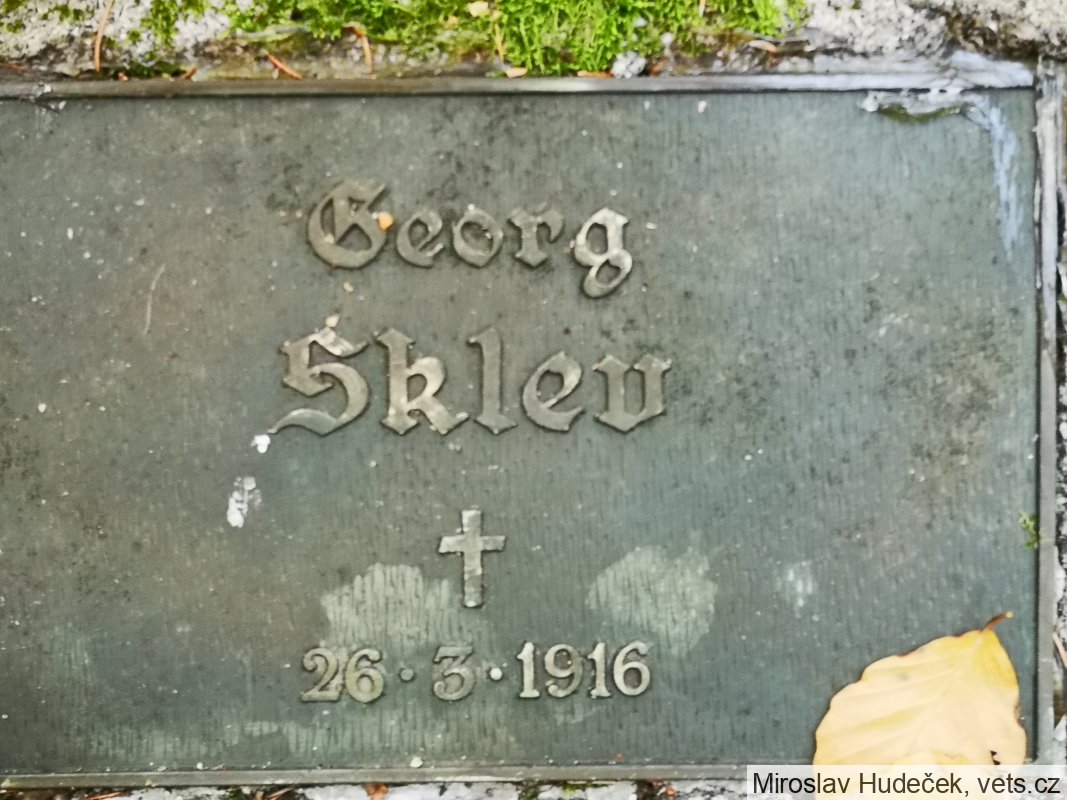 Georg
Sklev
26 · 3 · 1916
Miroslav Hudeček, vets.cz